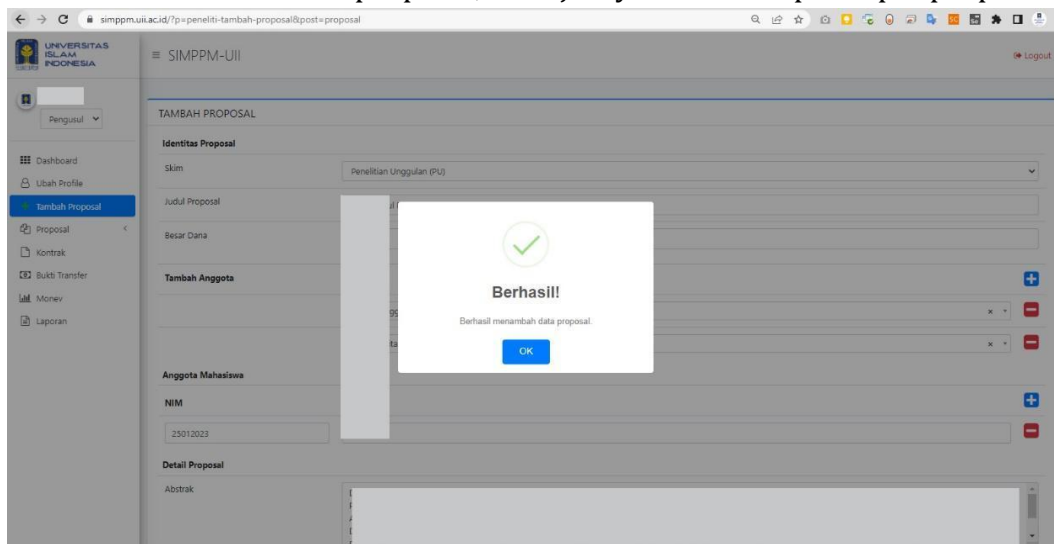 simppm.uii.ac.id/?p=peneliti-tambah-proposal&post=proposal
UNIVERSITAS
ISLAM
INDONESIA
SIMPPM-UII
Logout
Pengusul
TAMBAH PROPOSAL
Identitas Proposal
Dashboard
Skim
Penelitian Unggulan (PU)
Ubah Profile
Tambah Proposal
Judul Proposal
Proposal
Besar Dana
Kontrak
Bukti Transfer
Tambah Anggota
Monev
Laporan
Berhasil!
Berhasil menambah data proposal.
OK
Anggota Mahasiswa
NIM
25012023
Detail Proposal
Abstrak